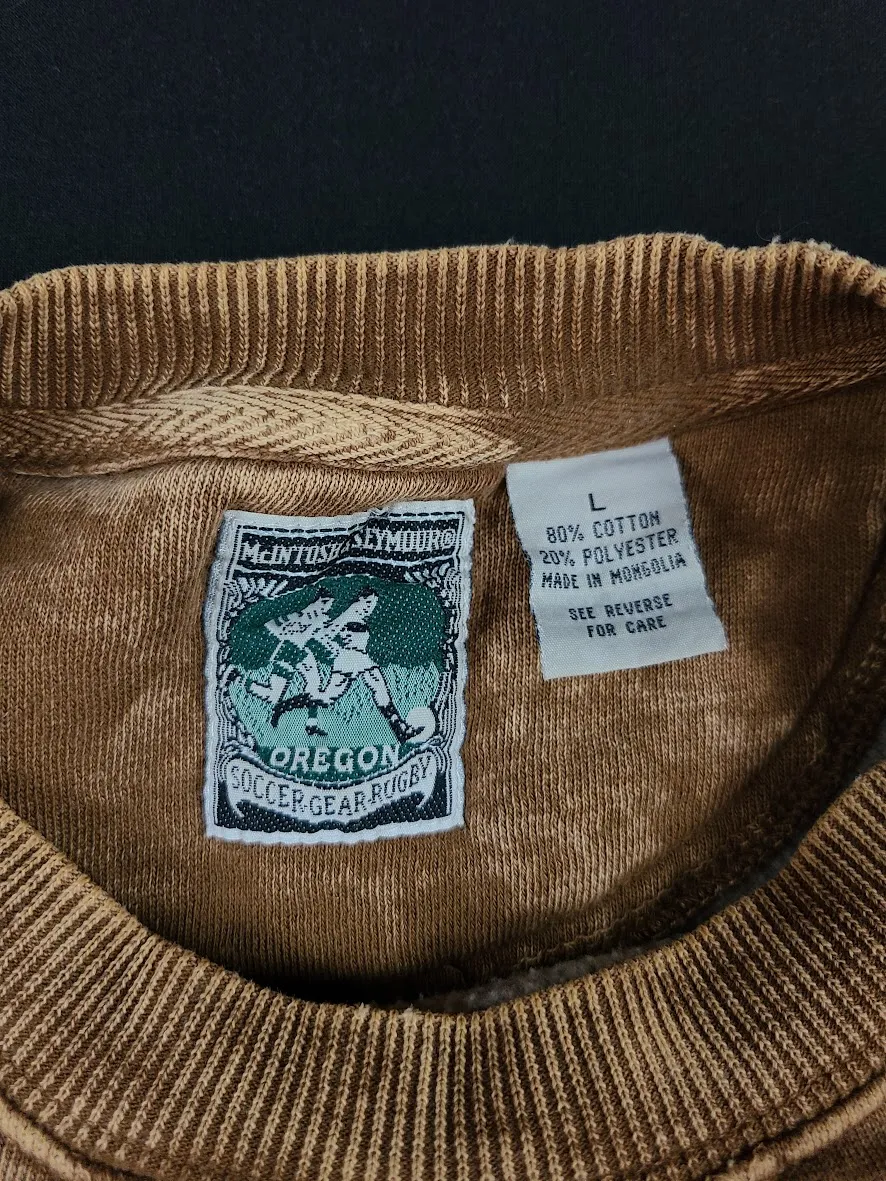 McINTOSH & SEYMOUR©
OREGON
SOCCER·GEAR·RUGBY
L
80% COTTON
20% POLYESTER
MADE IN MONGOLIA
SEE REVERSE
FOR CARE